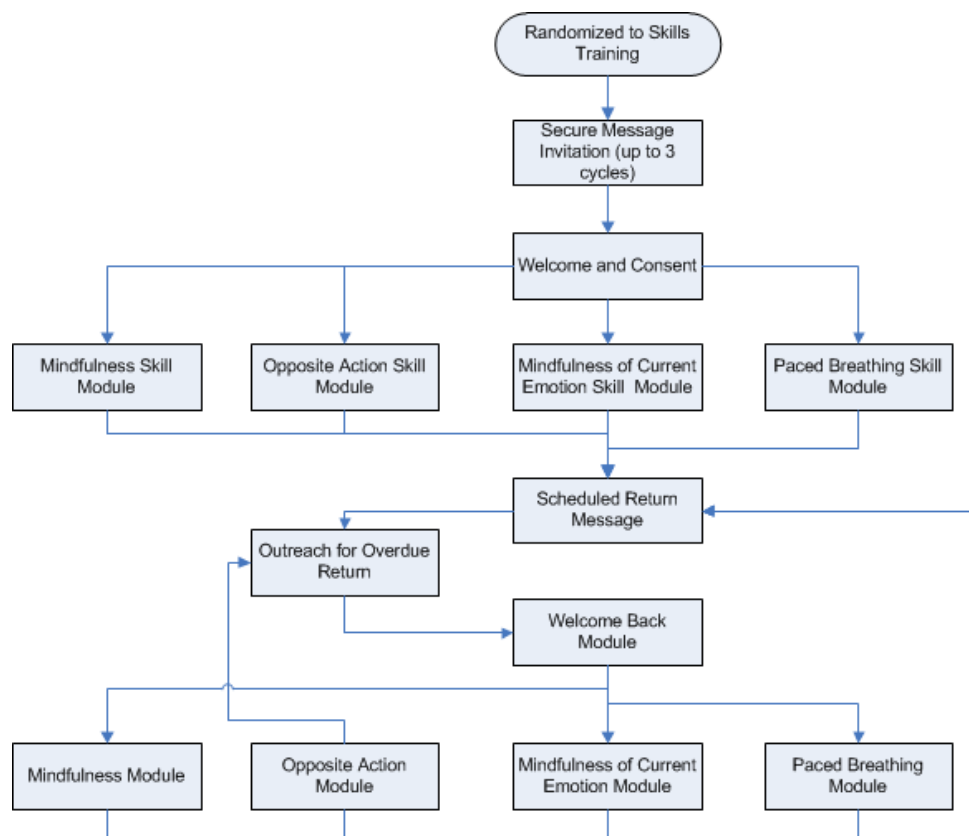 Randomized to Skills
Training
Secure Message
Invitation (up to 3
cycles)
Welcome and Consent
Mindfulness Skill
Module
Opposite Action Skill
Module
Mindfulness of Current
Emotion Skill Module
Paced Breathing Skill
Module
Scheduled Return
Message
Outreach for Overdue
Return
Welcome Back
Module
Mindfulness Module
Opposite Action
Module
Mindfulness of Current
Emotion Module
Paced Breathing
Module